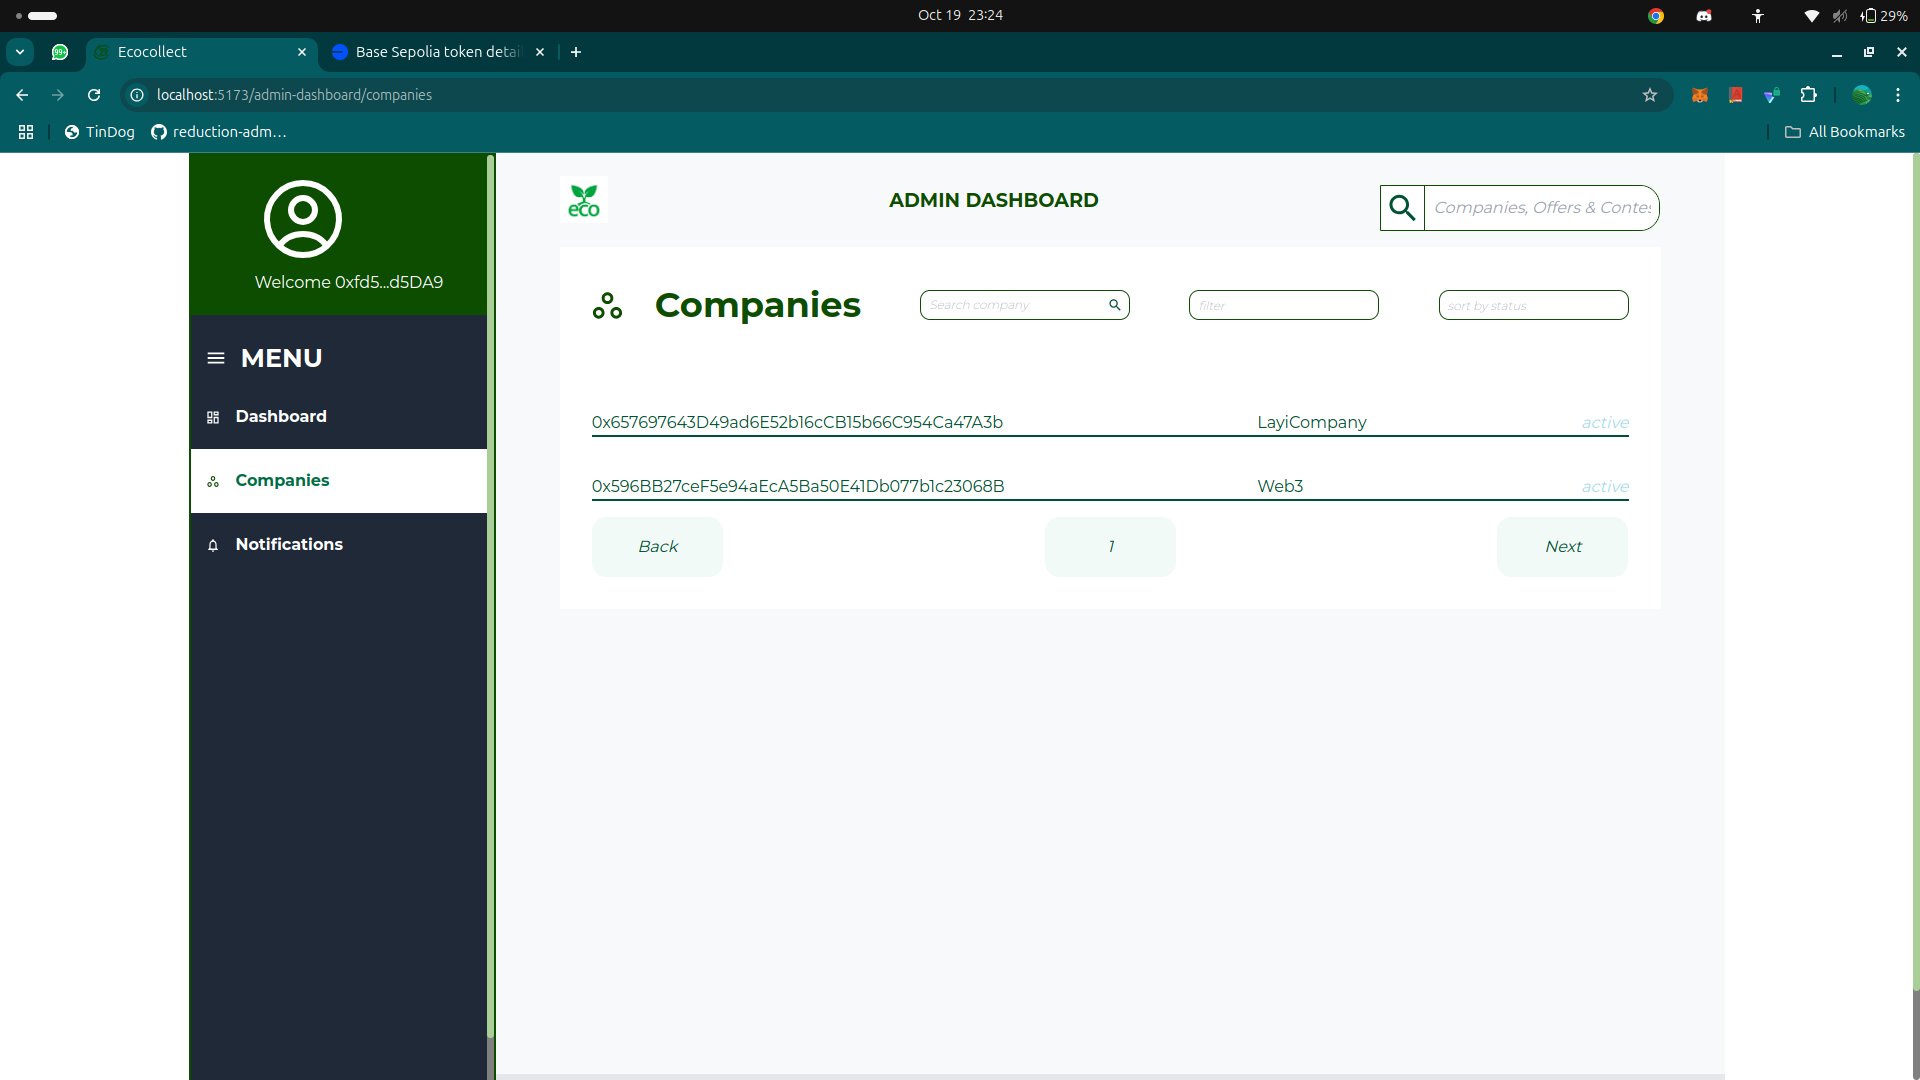 Oct 19 23:24
29%
99+
Ecocollect
Base Sepolia token detai
localhost:5173/admin-dashboard/companies
TinDog
reduction-adm...
All Bookmarks
eco
ADMIN DASHBOARD
Companies, Offers & Contes
Welcome 0xfd5...d5DA9
MENU
Dashboard
Companies
Notifications
Companies
Search company
filter
sort by status
0x657697643D49ad6E52b16cCB15b66C954Ca47A3b LayiCompany active
0x596BB27ceF5e94aEcA5Ba50E41Db077b1c23068B Web3 active
Back 1 Next